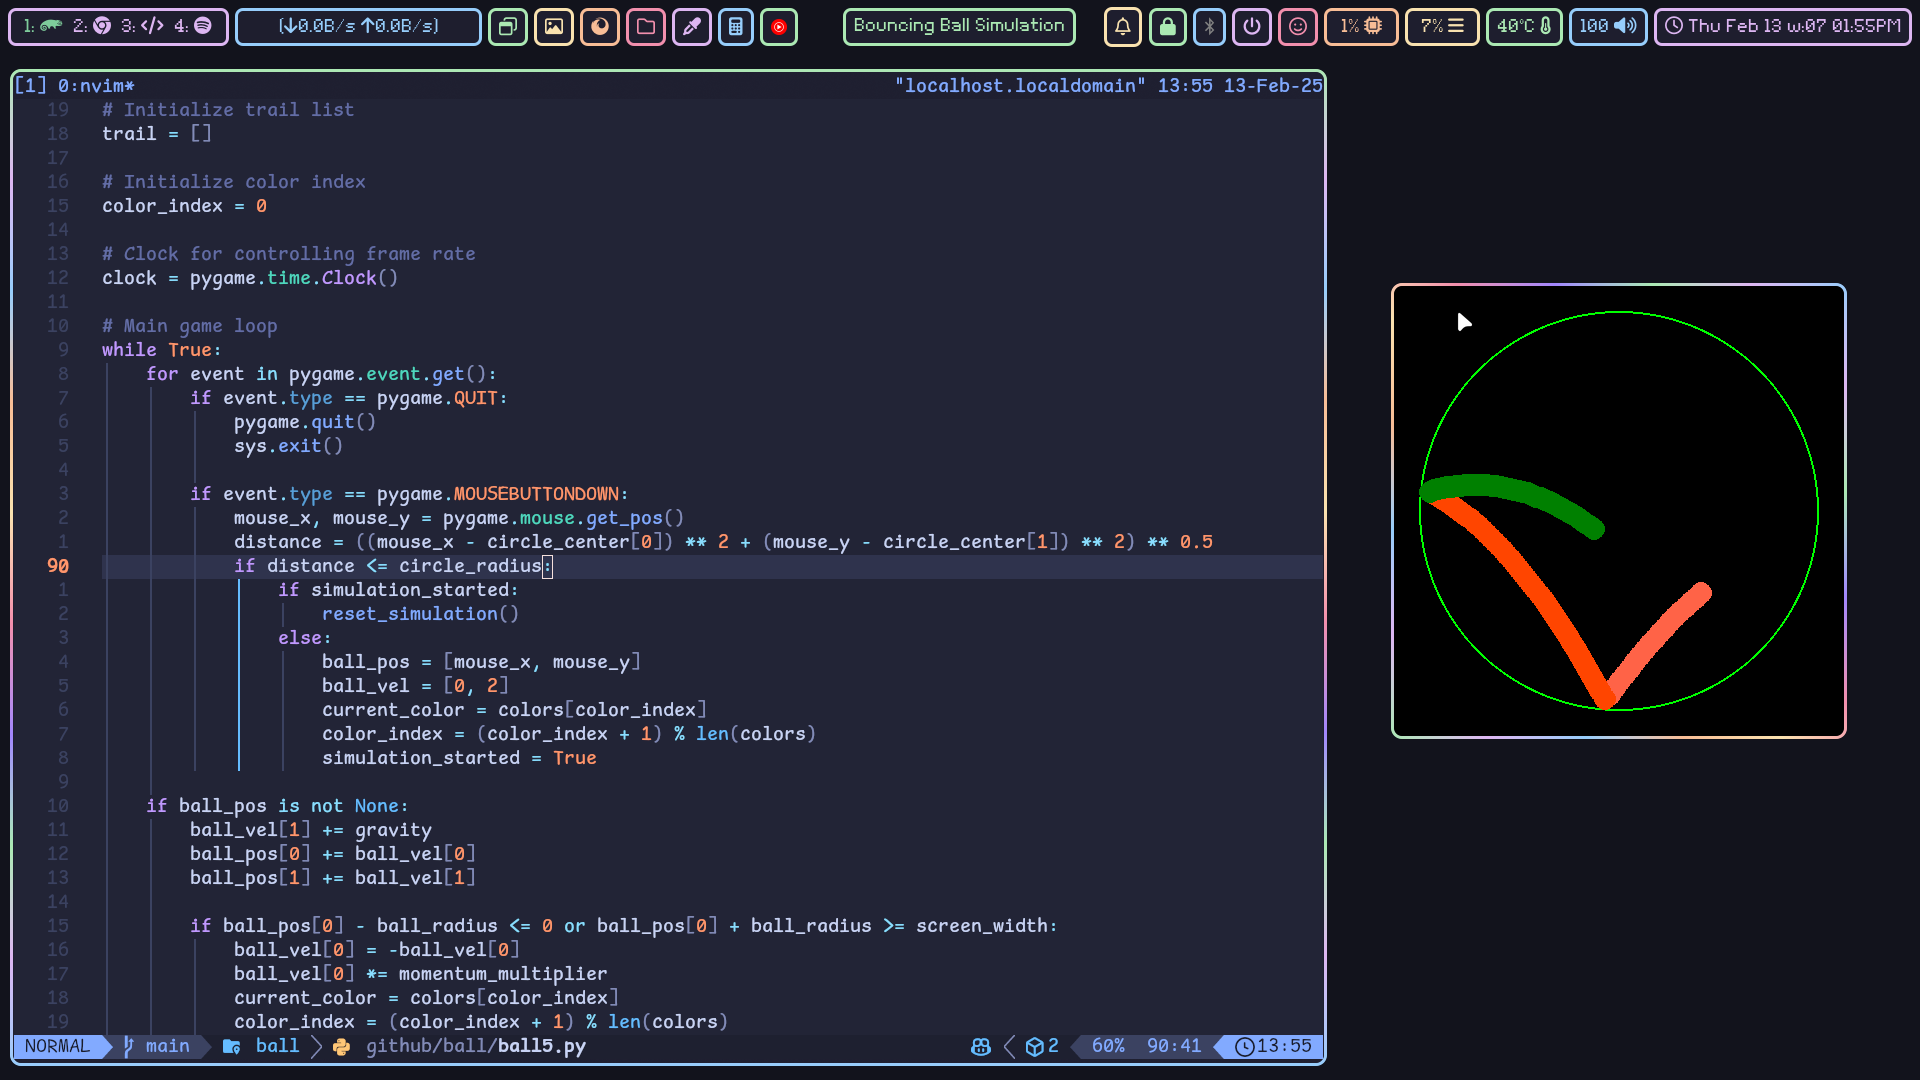 1: 2: 3: </> 4:
(↓0.0B/s ↑0.0B/s)
Bouncing Ball Simulation
1%
7%
40°C
100
Thu Feb 13 w:07 01:55PM
[1] 0:nvim* "localhost.localdomain" 13:55 13-Feb-25
19 # Initialize trail list
18 trail = []
17
16 # Initialize color index
15 color_index = 0
14
13 # Clock for controlling frame rate
12 clock = pygame.time.Clock()
11
10 # Main game loop
9 while True:
8 for event in pygame.event.get():
7 if event.type == pygame.QUIT:
6 pygame.quit()
5 sys.exit()
4
3 if event.type == pygame.MOUSEBUTTONDOWN:
2 mouse_x, mouse_y = pygame.mouse.get_pos()
1 distance = ((mouse_x - circle_center[0]) ** 2 + (mouse_y - circle_center[1]) ** 2) ** 0.5
90 if distance <= circle_radius:
1 if simulation_started:
2 reset_simulation()
3 else:
4 ball_pos = [mouse_x, mouse_y]
5 ball_vel = [0, 2]
6 current_color = colors[color_index]
7 color_index = (color_index + 1) % len(colors)
8 simulation_started = True
9
10 if ball_pos is not None:
11 ball_vel[1] += gravity
12 ball_pos[0] += ball_vel[0]
13 ball_pos[1] += ball_vel[1]
14
15 if ball_pos[0] - ball_radius <= 0 or ball_pos[0] + ball_radius >= screen_width:
16 ball_vel[0] = -ball_vel[0]
17 ball_vel[0] *= momentum_multiplier
18 current_color = colors[color_index]
19 color_index = (color_index + 1) % len(colors)
NORMAL main ball github/ball/ball5.py 2 60% 90:41 13:55